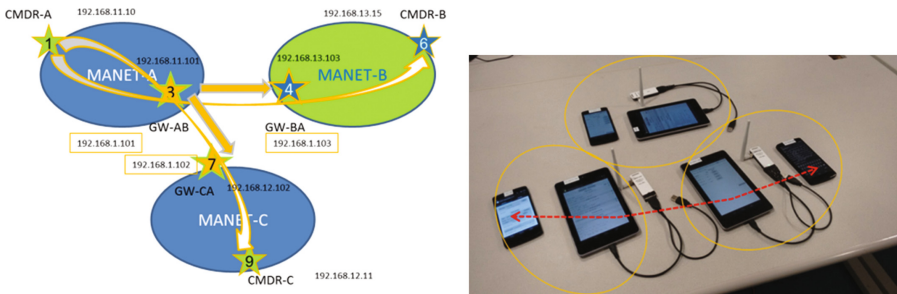 192.168.11.10
192.168.13.15
CMDR-A
CMDR-B
1
6
192.168.11.101
192.168.13.103
MANET-A
MANET-B
3
4
GW-AB
GW-BA
192.168.1.101
192.168.1.103
192.168.1.102
7
GW-CA
192.168.12.102
MANET-C
9
CMDR-C
192.168.12.11